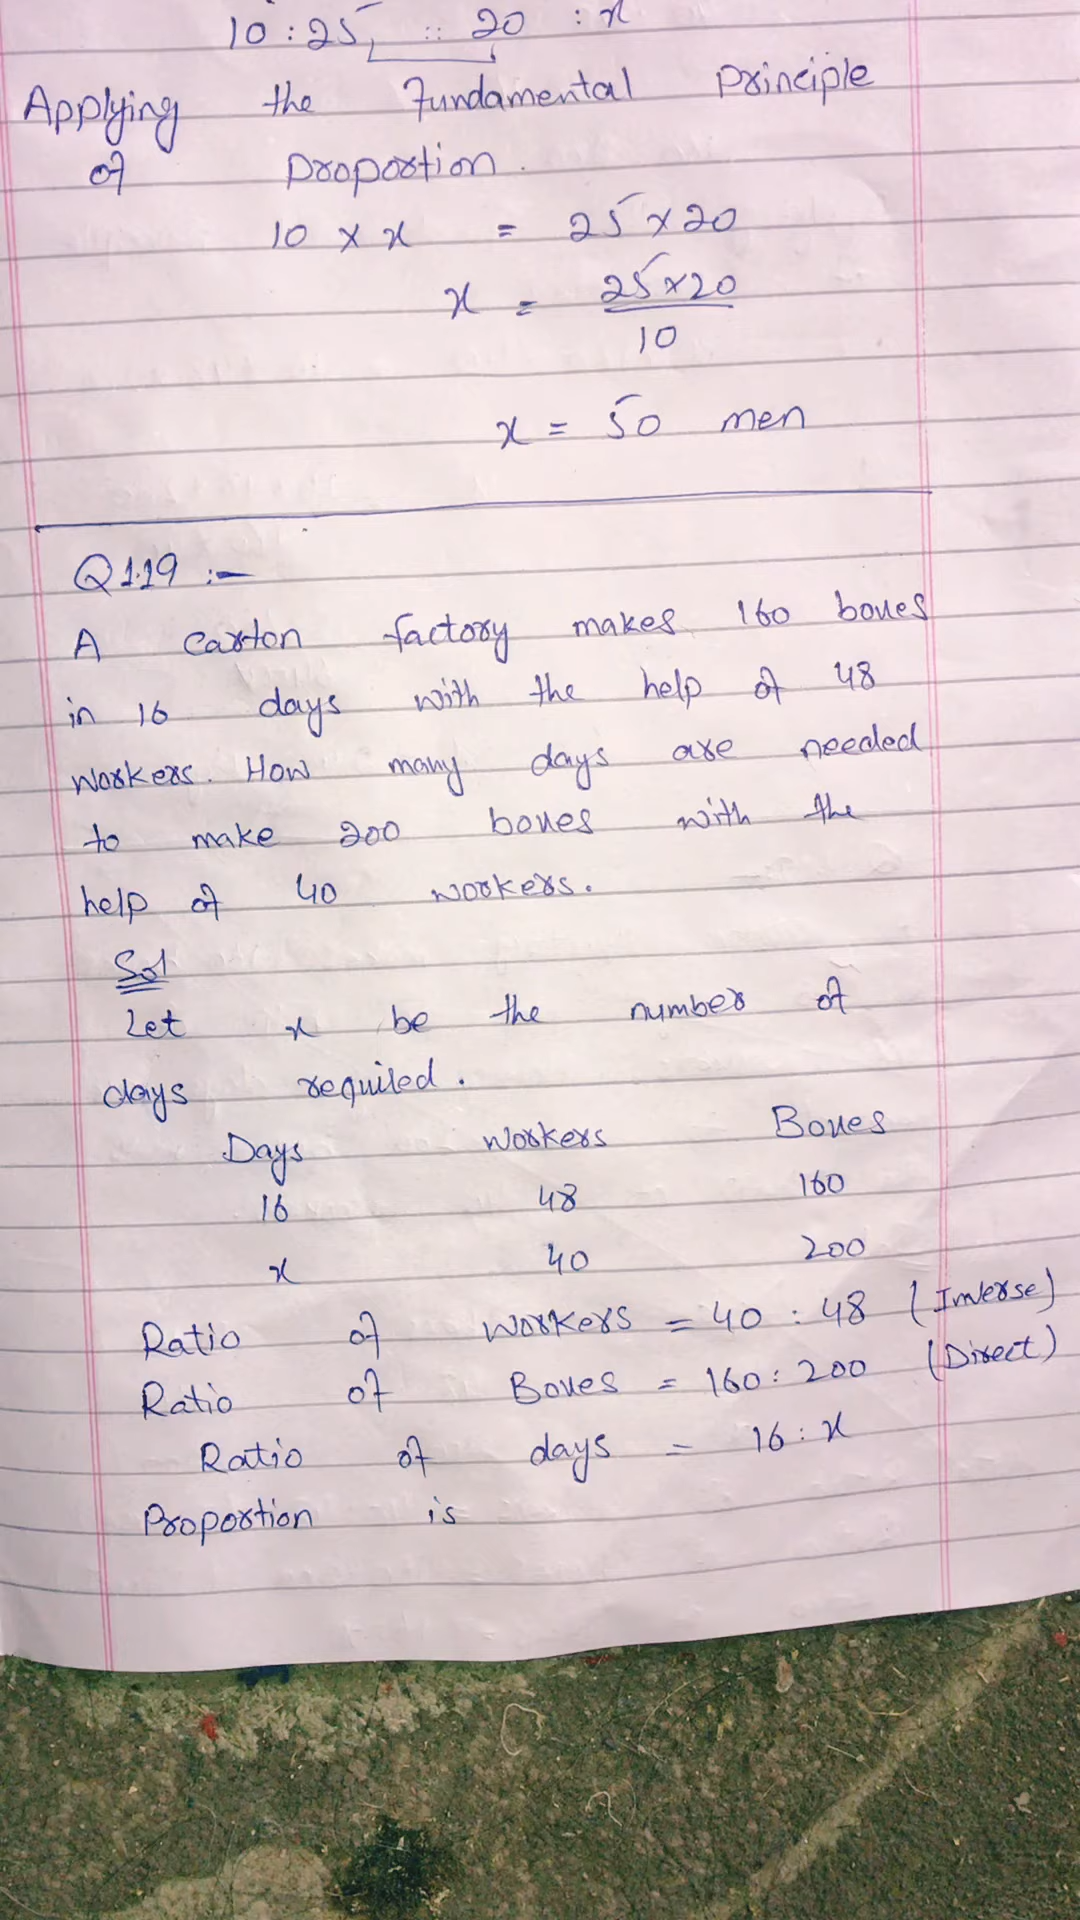 10 : 25 :: 20 : x
Applying the Fundamental Principle
of Proportion.
10 × x = 25 × 20
x = 25 × 20
10
x = 50 men
Q 1.19 :-
A Carton factory makes 160 boxes
in 16 days with the help of 48
workers. How many days are needed
to make 200 boxes with the
help of 40 workers.
Sol
Let x be the number of
days required.
Days Workers Boxes
16 48 160
x 40 200
Ratio of Workers = 40 : 48 (Inverse)
Ratio of Boxes = 160 : 200 (Direct)
Ratio of days = 16 : x
Proportion is